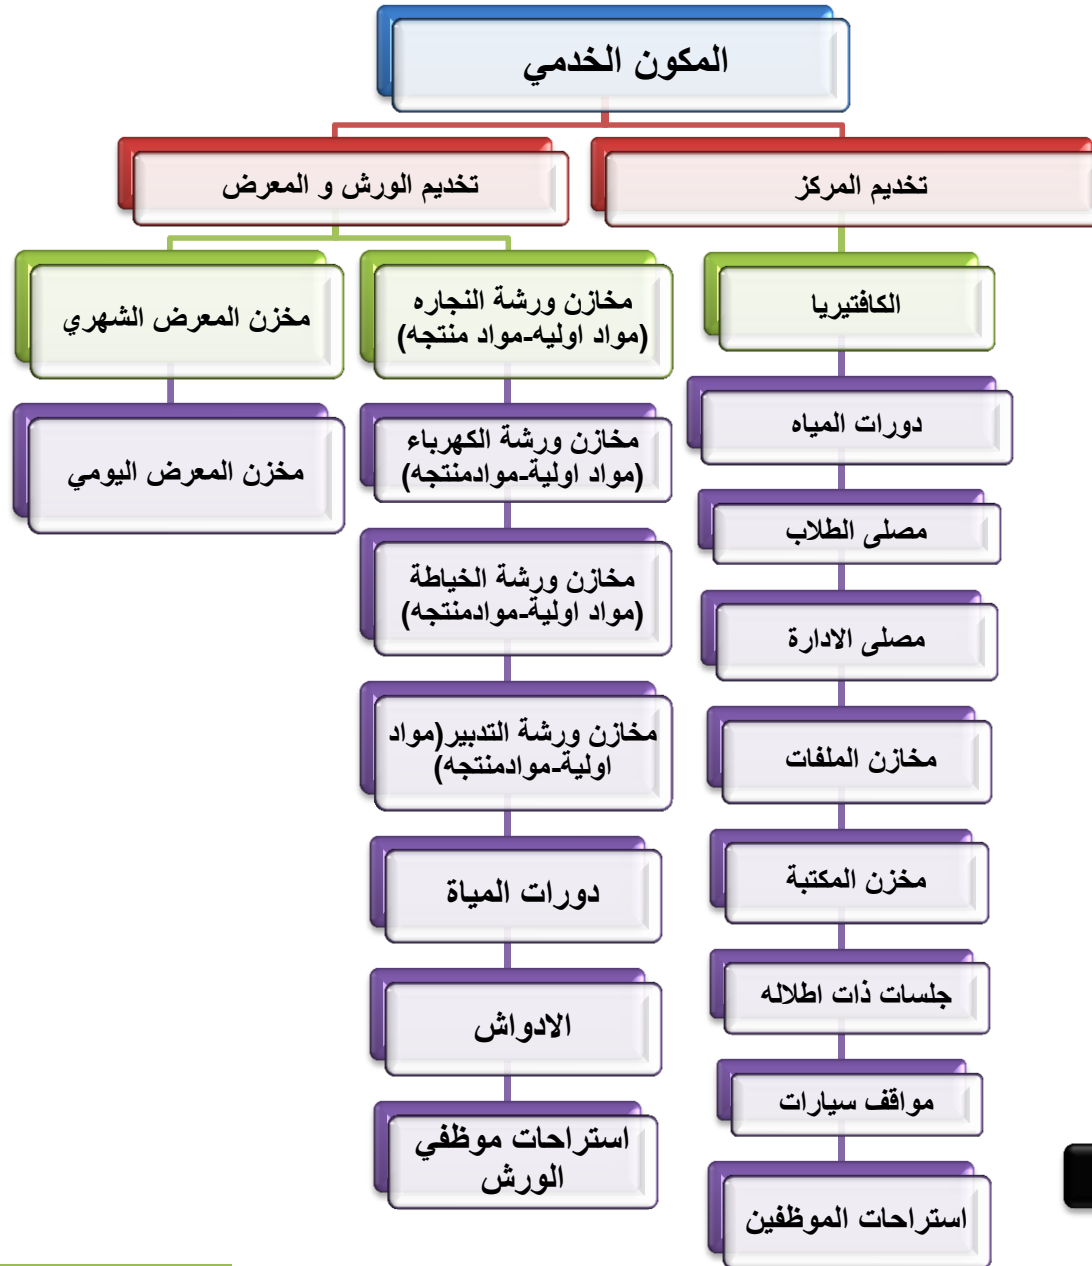 المكون الخدمي
تخديم المركز
تخديم الورش و المعرض
الكافتيريا
دورات المياه
مصلى الطلاب
مصلى الادارة
مخازن الملفات
مخزن المكتبة
جلسات ذات اطلاله
مواقف سيارات
استراحات الموظفين
مخازن ورشة النجاره
(مواد اوليه-مواد منتجه)
مخازن ورشة الكهرباء
(مواد اولية-موادمنتجه)
مخازن ورشة الخياطة
(مواد اولية-موادمنتجه)
مخازن ورشة التدبير(مواد
اولية-موادمنتجه)
دورات المياة
الادواش
استراحات موظفي
الورش
مخزن المعرض الشهري
مخزن المعرض اليومي